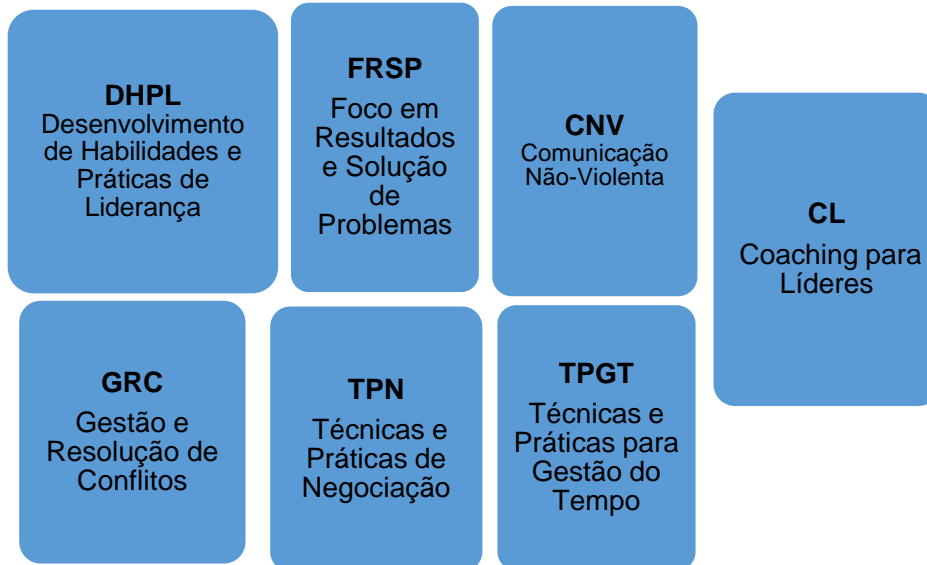 DHPL
Desenvolvimento
de Habilidades e
Práticas de
Liderança
FRSP
Foco em
Resultados
e Solução
de
Problemas
CNV
Comunicação
Não-Violenta
CL
Coaching para
Líderes
GRC
Gestão e
Resolução de
Conflitos
TPN
Técnicas e
Práticas de
Negociação
TPGT
Técnicas e
Práticas para
Gestão do
Tempo